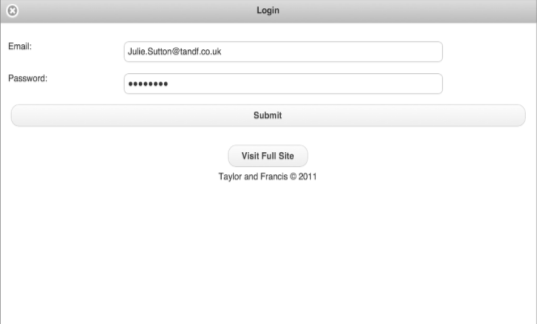 Login
Email:
Julie.Sutton@tandf.co.uk
Password:
••••••••
Submit
Visit Full Site
Taylor and Francis © 2011